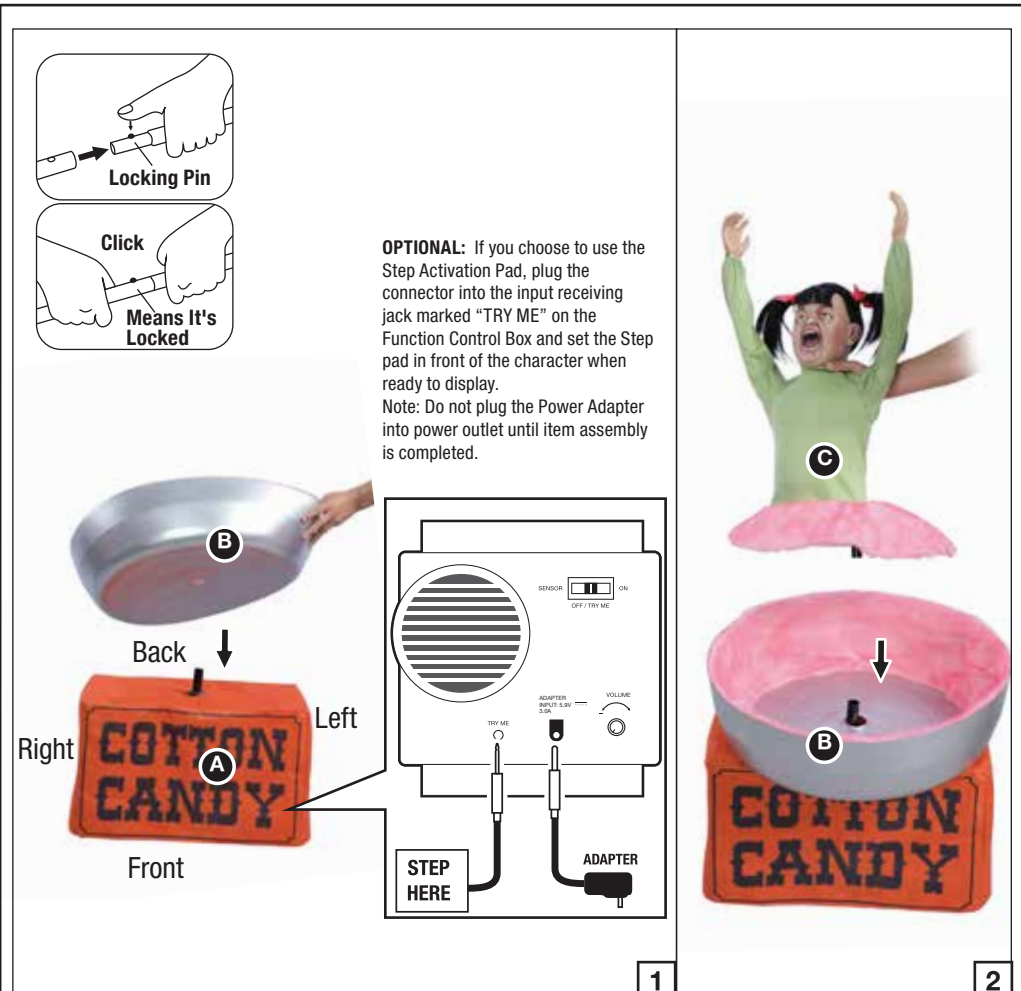 Locking Pin
Click
Means It's
Locked
OPTIONAL: If you choose to use the
Step Activation Pad, plug the
connector into the input receiving
jack marked “TRY ME” on the
Function Control Box and set the Step
pad in front of the character when
ready to display.
Note: Do not plug the Power Adapter
into power outlet until item assembly
is completed.
B
Back
Left
Right
COTTON
A
CANDY
Front
SENSOR
ON
OFF / TRY ME
TRY ME
ADAPTER
INPUT: 5.9V
3.0A
VOLUME
STEP
HERE
ADAPTER
1
C
B
COTTON
CANDY
2